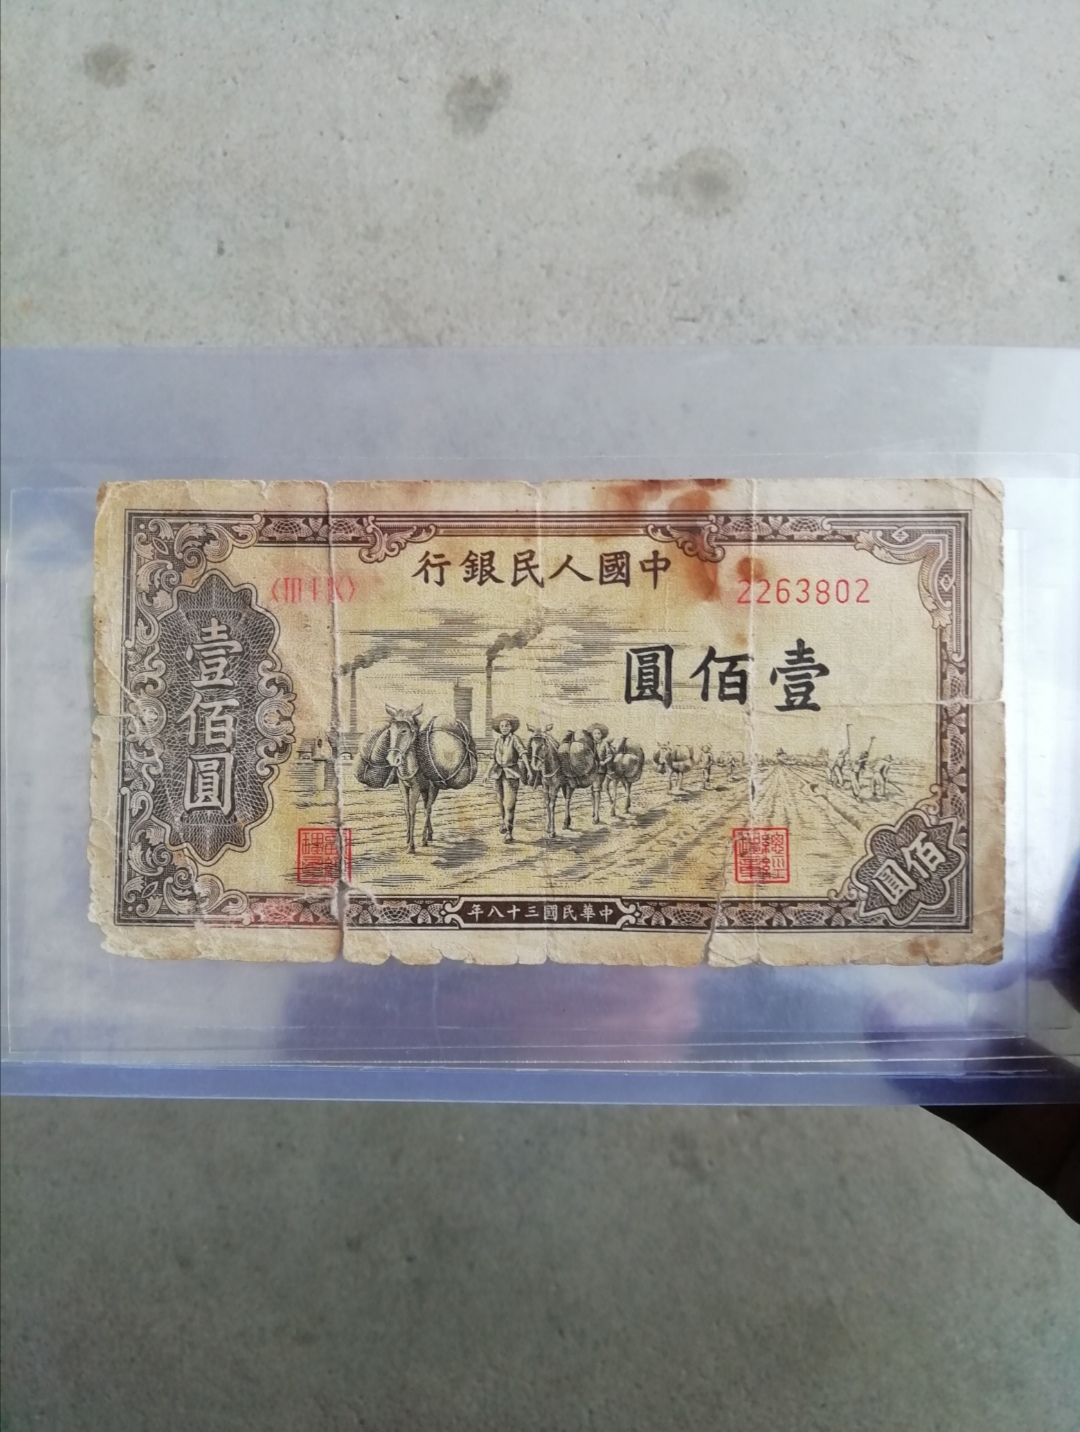 中國人民銀行
〈III I K〉
2263802
壹佰圓
壹佰圓
佰圓
中華民國三十八年